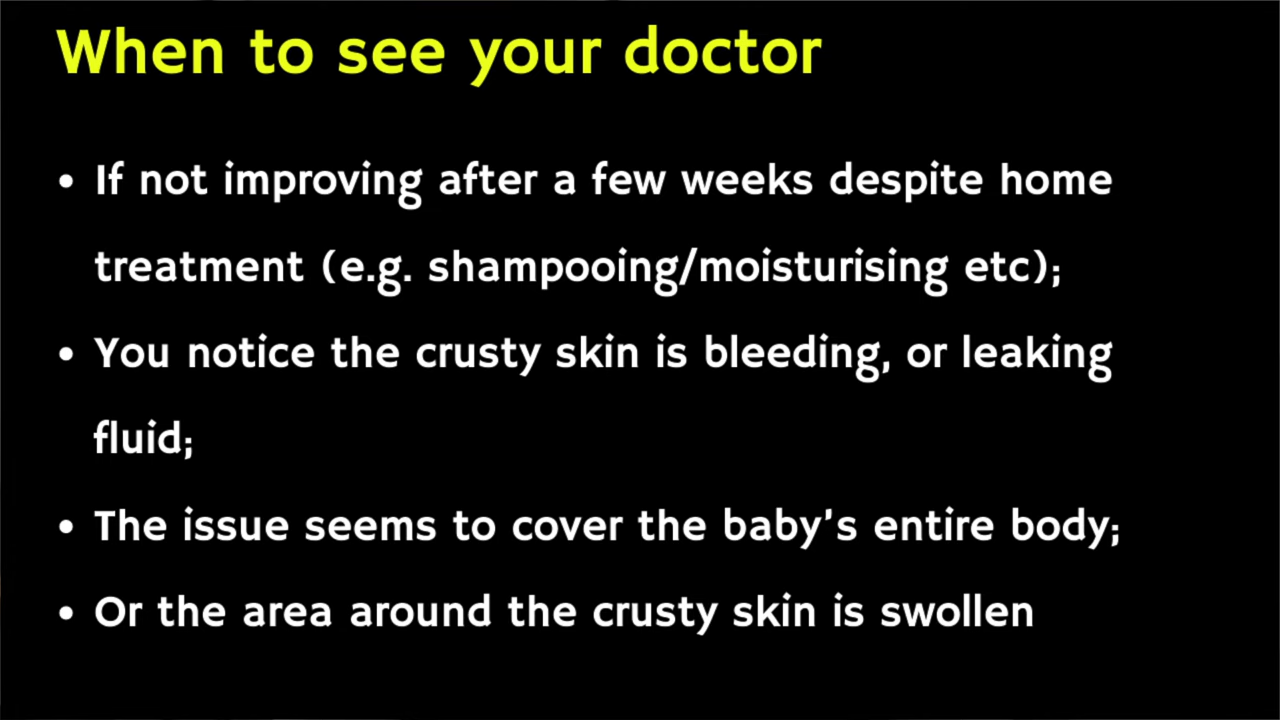 When to see your doctor
• If not improving after a few weeks despite home
treatment (e.g. shampooing/moisturising etc);
• You notice the crusty skin is bleeding, or leaking
fluid;
• The issue seems to cover the baby's entire body;
• Or the area around the crusty skin is swollen